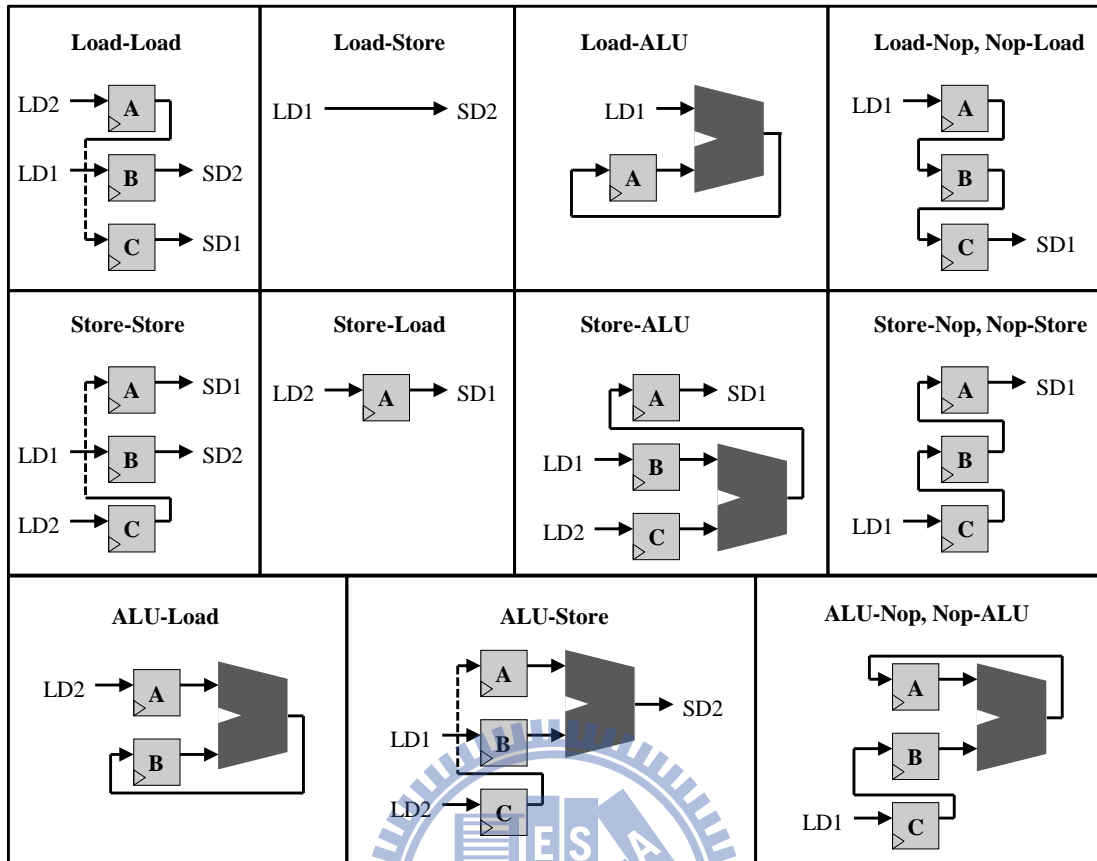 Load-Load
LD2 A
LD1 B SD2
C SD1
Load-Store
LD1 SD2
Load-ALU
LD1
A
Load-Nop, Nop-Load
LD1 A
B
C SD1
Store-Store
A SD1
LD1 B SD2
LD2 C
Store-Load
LD2 A SD1
Store-ALU
A SD1
LD1 B
LD2 C
Store-Nop, Nop-Store
A SD1
B
LD1 C
ALU-Load
LD2 A
B
ALU-Store
A
SD2
LD1 B
LD2 C
ALU-Nop, Nop-ALU
A
B
LD1 C
E S A